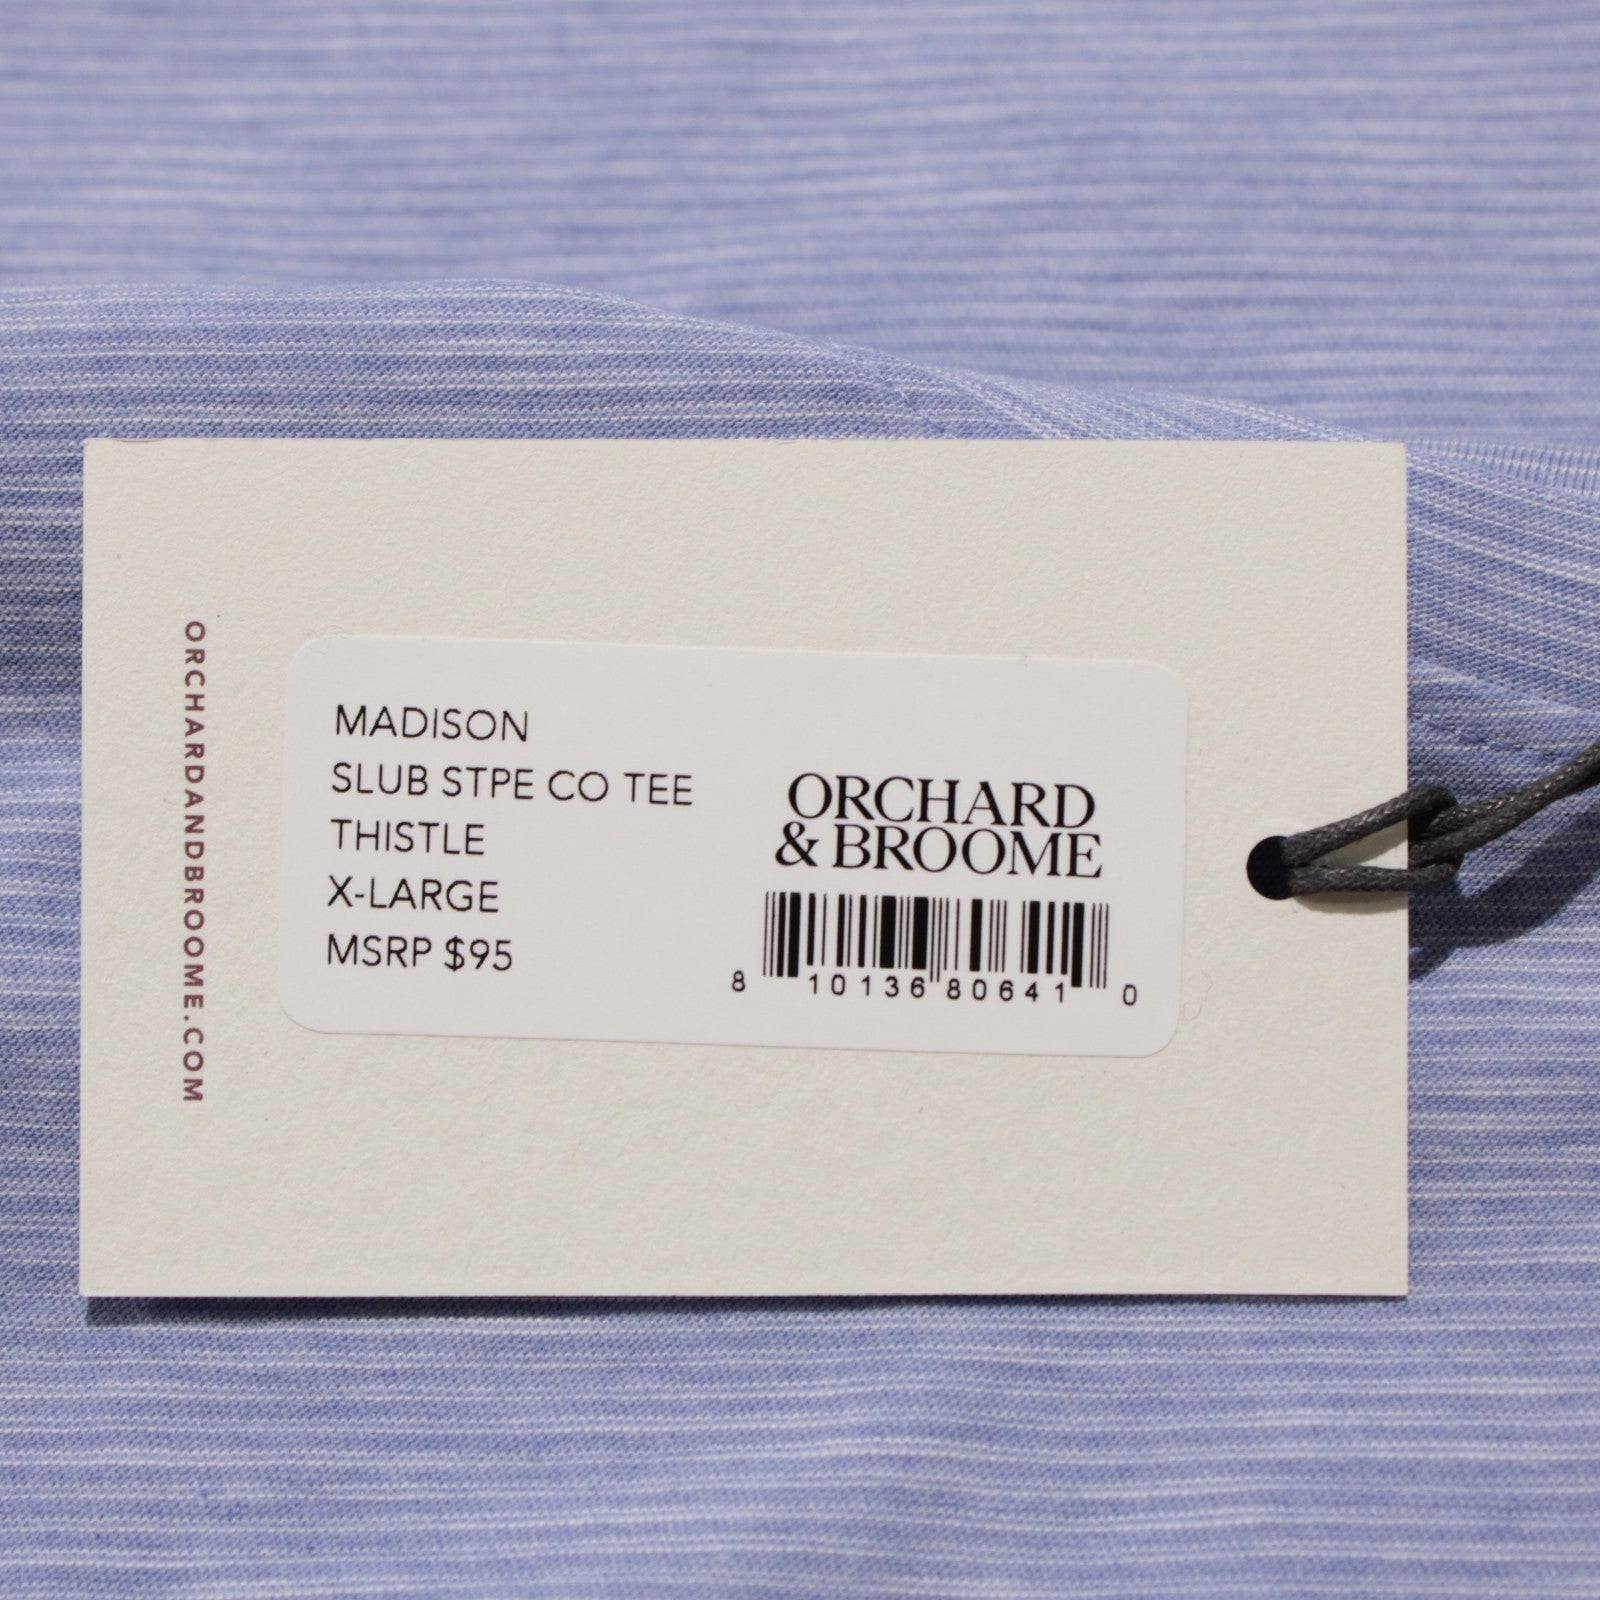 ORCHARDANDBROOME.COM
MADISON
SLUB STPE CO TEE
THISTLE
X-LARGE
MSRP $95
ORCHARD
& BROOME
8 10136 80641 0